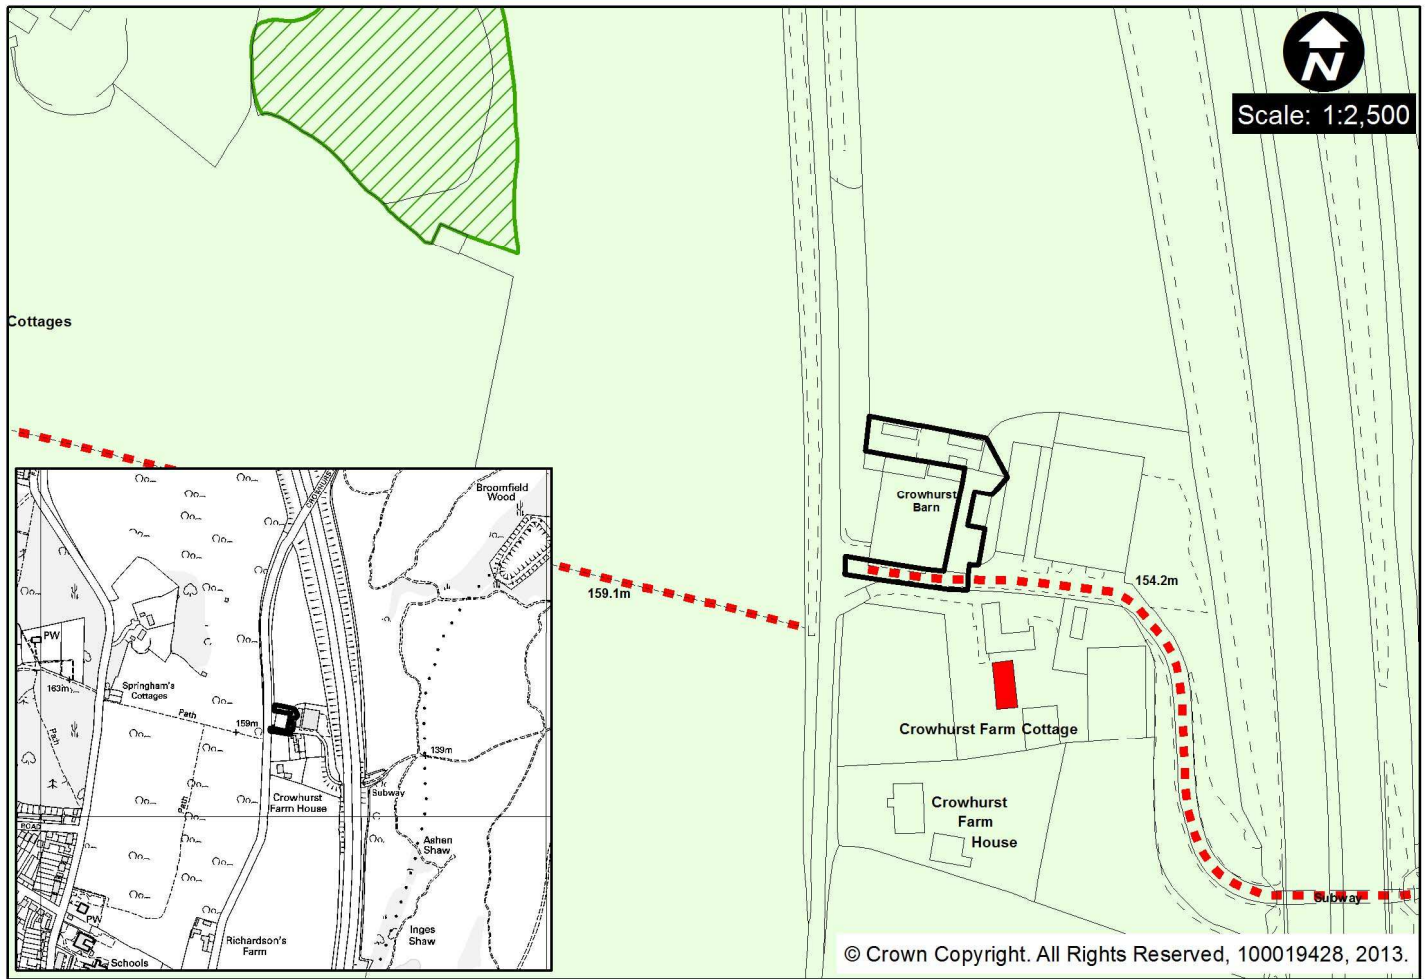 N
Scale: 1:2,500
Cottages
Crowhurst
Barn
159.1m
154.2m
Crowhurst Farm Cottage
Crowhurst
Farm
House
Subway
© Crown Copyright. All Rights Reserved, 100019428, 2013.
Broomfield
Wood
PW
163m
Springham's
Cottages
Path
Path
159m
Path
139m
Subway
Crowhurst
Farm House
ROAD
Ashen
Shaw
Inges
Shaw
PW
Richardson's
Farm
Schools